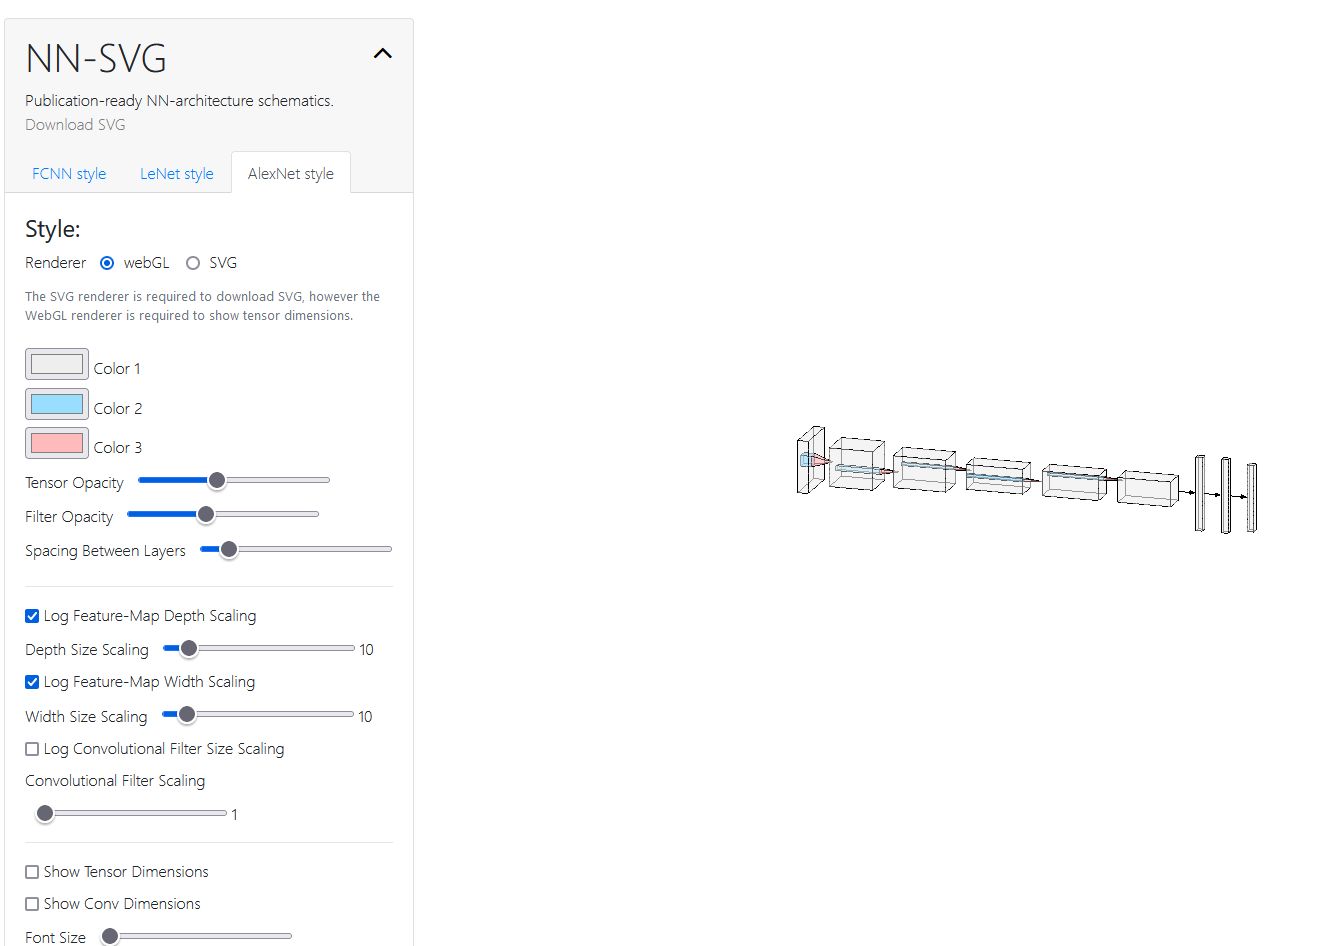 NN-SVG
Publication-ready NN-architecture schematics.
Download SVG
FCNN style LeNet style AlexNet style
Style:
Renderer webGL SVG
The SVG renderer is required to download SVG, however the
WebGL renderer is required to show tensor dimensions.
Color 1
Color 2
Color 3
Tensor Opacity
Filter Opacity
Spacing Between Layers
Log Feature-Map Depth Scaling
Depth Size Scaling 10
Log Feature-Map Width Scaling
Width Size Scaling 10
Log Convolutional Filter Size Scaling
Convolutional Filter Scaling
1
Show Tensor Dimensions
Show Conv Dimensions
Font Size